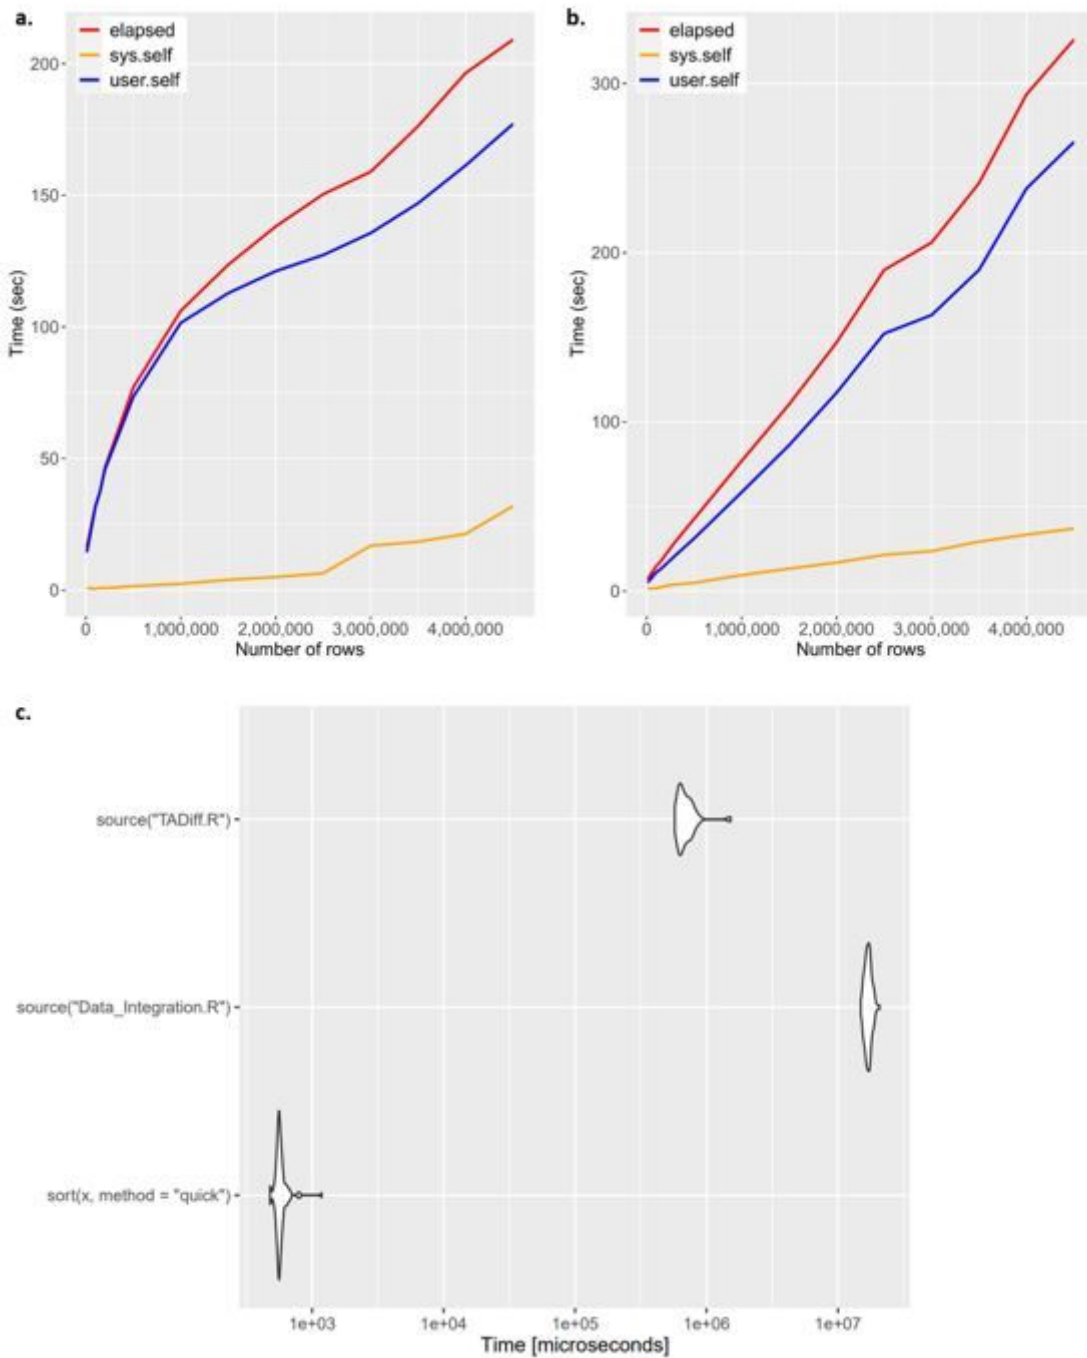 a.
elapsed
sys.self
user.self
200
150
100
50
0
Time (sec)
0 1,000,000 2,000,000 3,000,000 4,000,000
Number of rows
b.
elapsed
sys.self
user.self
300
200
100
0
Time (sec)
0 1,000,000 2,000,000 3,000,000 4,000,000
Number of rows
c.
source("TADiff.R")
source("Data_Integration.R")
sort(x, method = "quick")
1e+03 1e+04 1e+05 1e+06 1e+07
Time [microseconds]